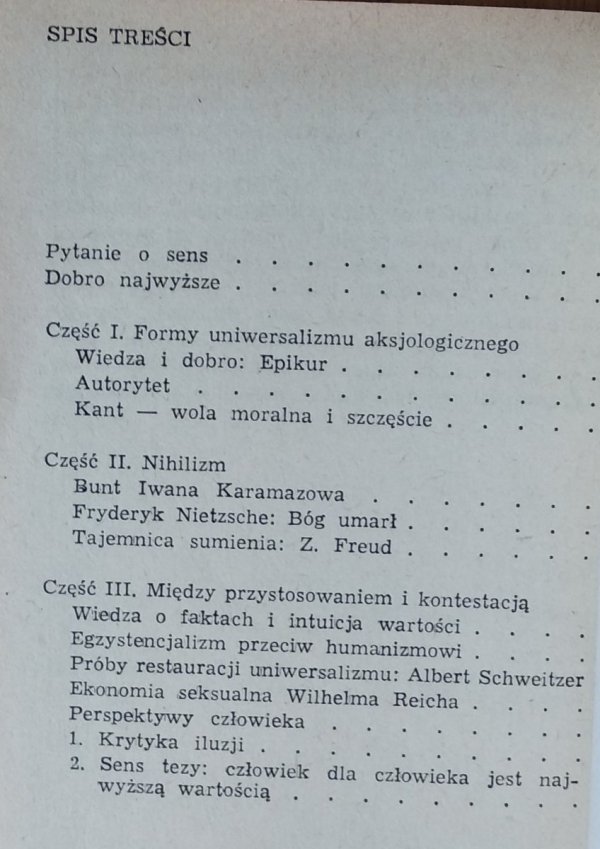 SPIS TREŚCI
Pytanie o sens . . . . . . . . . .
Dobro najwyższe . . . . . . . . . .
Część I. Formy uniwersalizmu aksjologicznego
Wiedza i dobro: Epikur . . . . . . .
Autorytet . . . . . . . . . . .
Kant — wola moralna i szczęście . . . . .
Część II. Nihilizm
Bunt Iwana Karamazowa . . . . . . .
Fryderyk Nietzsche: Bóg umarł . . . . . .
Tajemnica sumienia: Z. Freud . . . . . .
Część III. Między przystosowaniem i kontestacją
Wiedza o faktach i intuicja wartości . . . .
Egzystencjalizm przeciw humanizmowi . . . .
Próby restauracji uniwersalizmu: Albert Schweitzer
Ekonomia seksualna Wilhelma Reicha . . . .
Perspektywy człowieka . . . . . . . .
1. Krytyka iluzji . . . . . . . . .
2. Sens tezy: człowiek dla człowieka jest naj-
wyższą wartością . . . . . . . . .